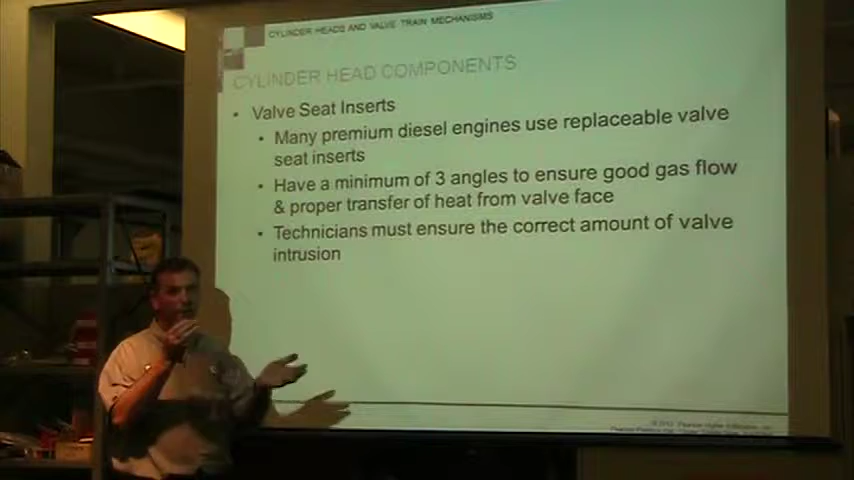 CYLINDER HEADS AND VALVE TRAIN MECHANISMS
CYLINDER HEAD COMPONENTS
• Valve Seat Inserts
• Many premium diesel engines use replaceable valve
seat inserts
• Have a minimum of 3 angles to ensure good gas flow
& proper transfer of heat from valve face
• Technicians must ensure the correct amount of valve
intrusion